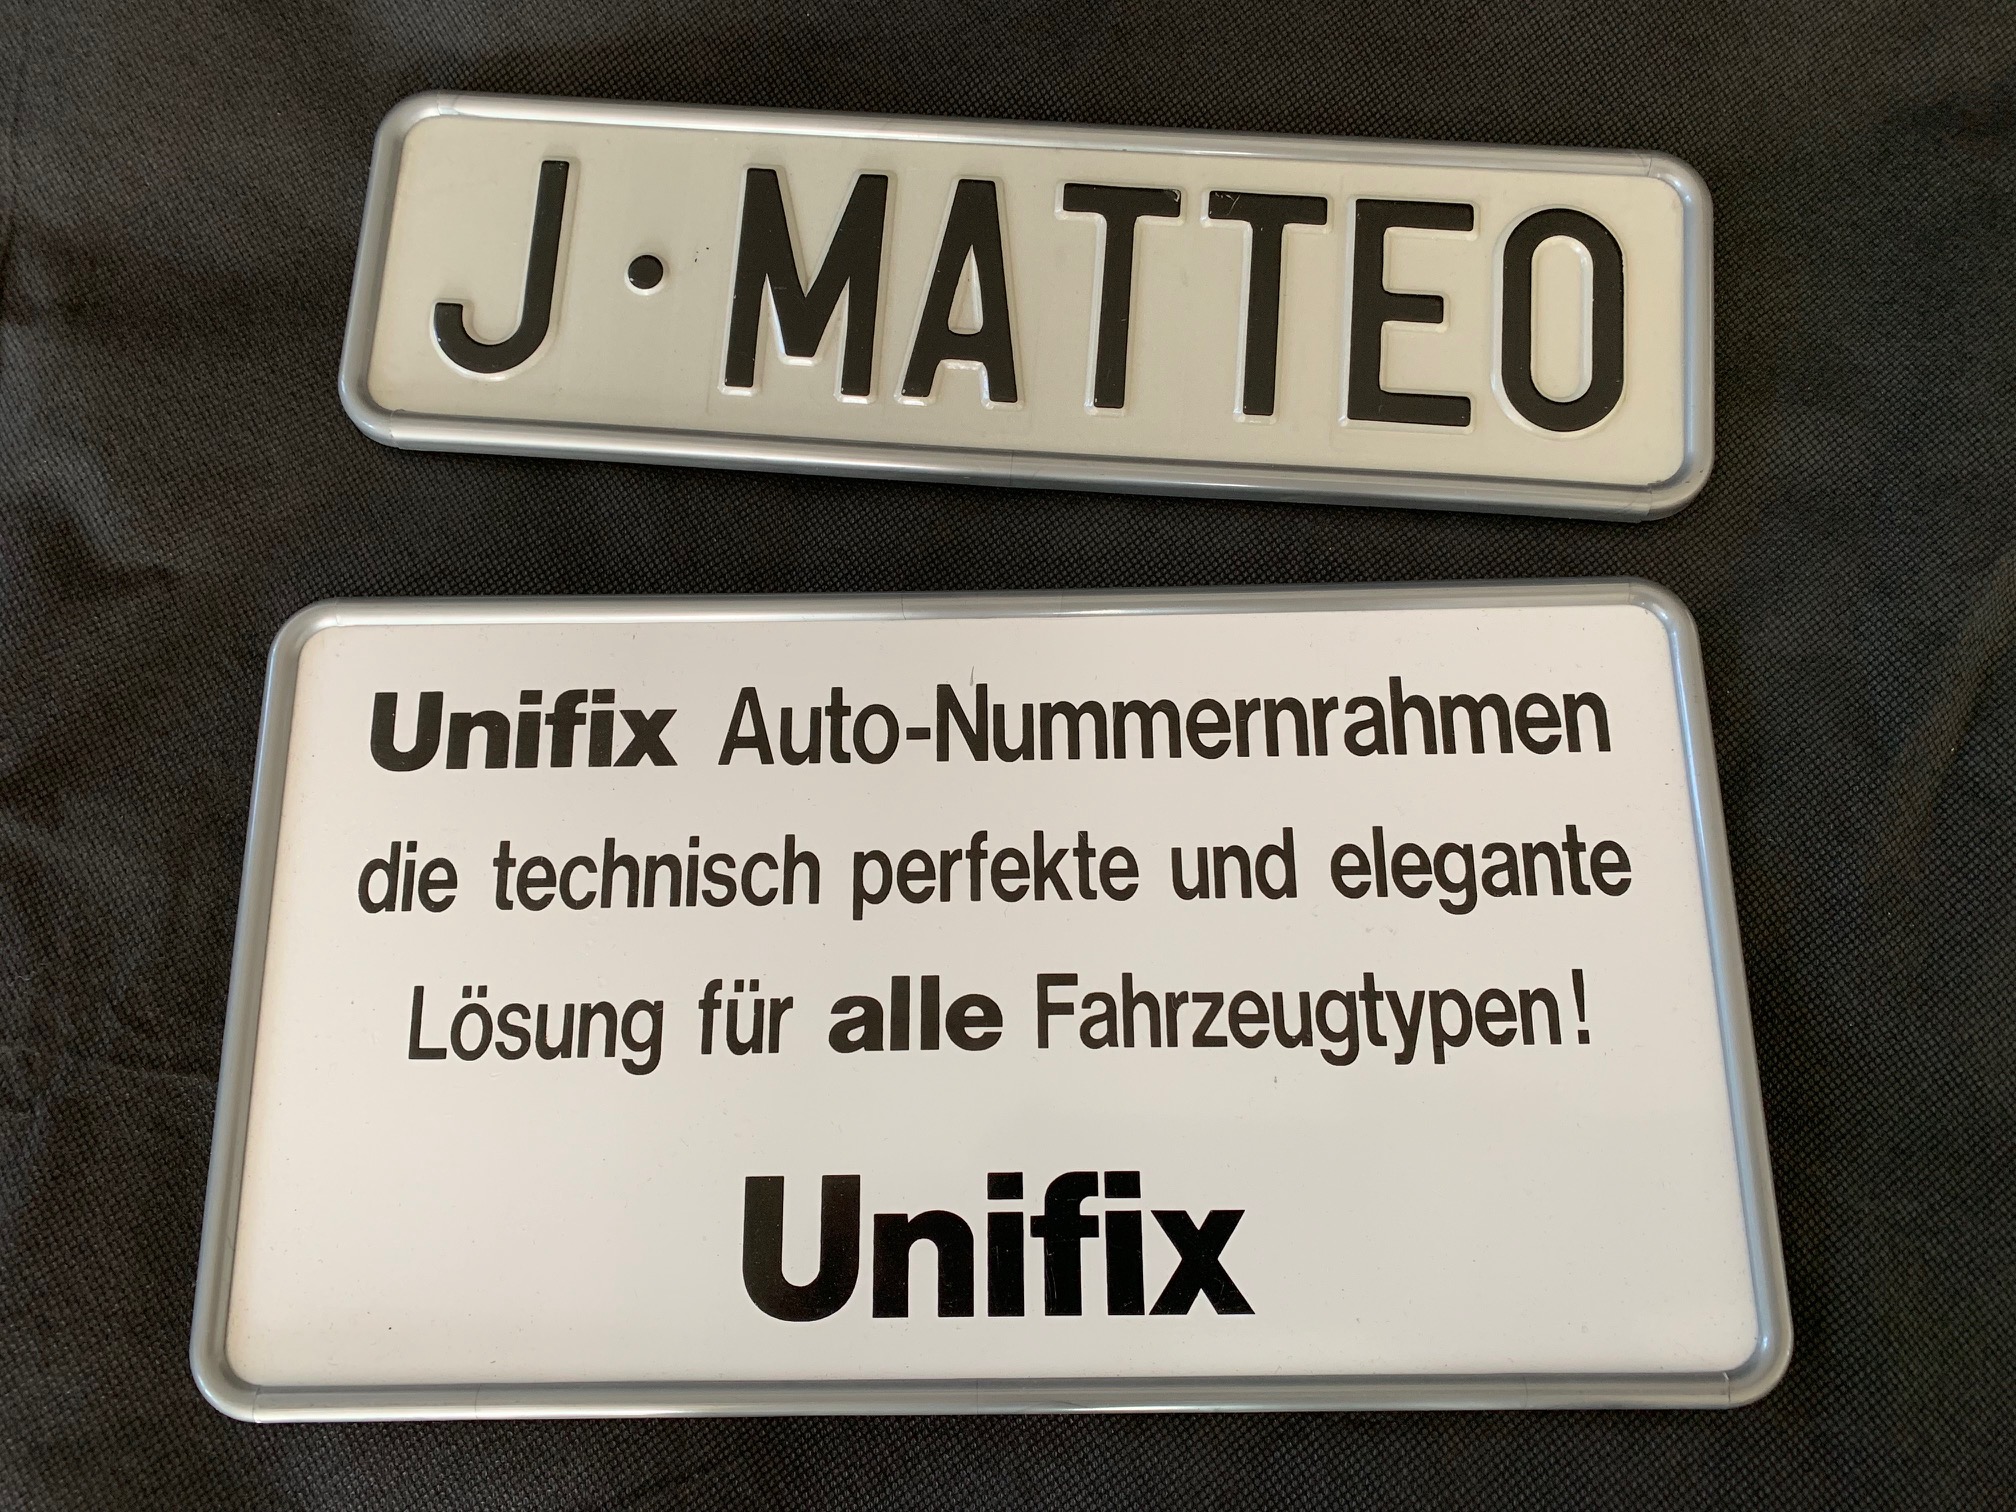 J · MATTEO
Unifix Auto-Nummernrahmen
die technisch perfekte und elegante
Lösung für alle Fahrzeugtypen!
Unifix